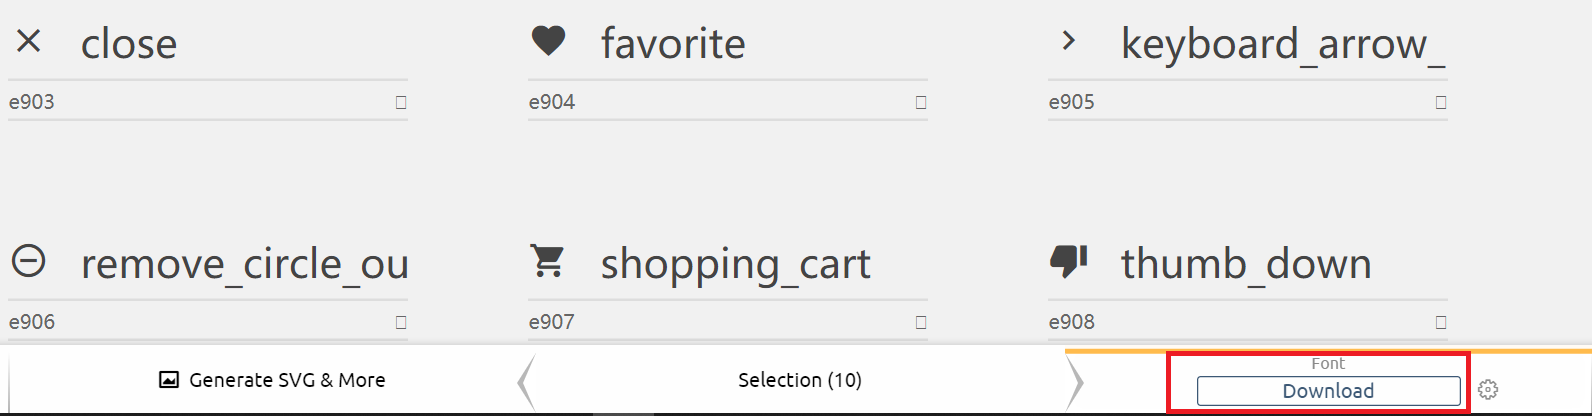 close favorite keyboard_arrow_
e903 e904 e905
remove_circle_ou shopping_cart thumb_down
e906 e907 e908
Generate SVG & More Selection (10) Font
Download